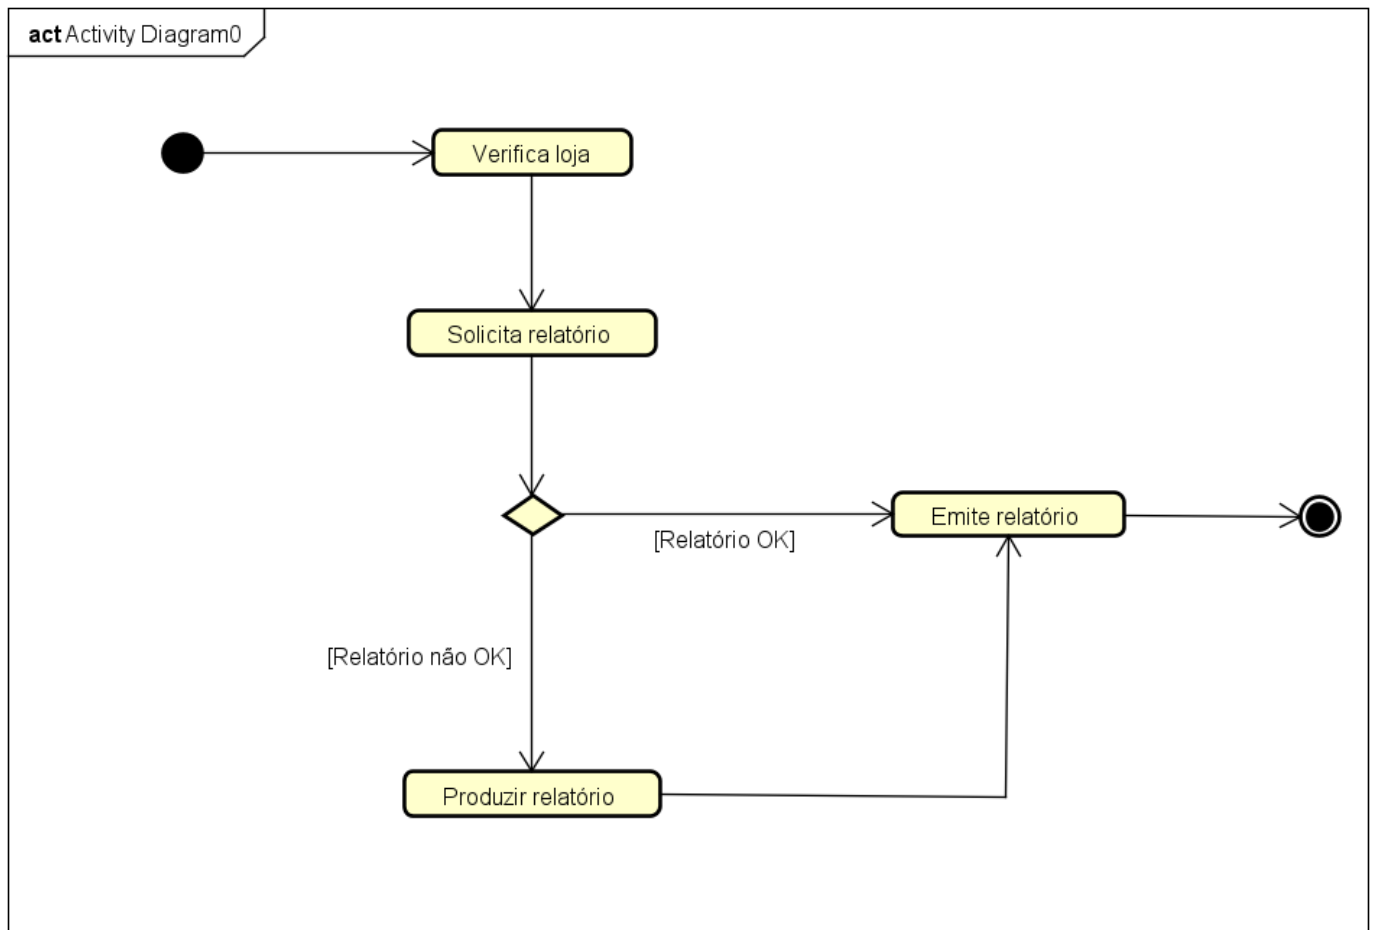 act Activity Diagram0
Verifica loja
Solicita relatório
Emite relatório
[Relatório OK]
[Relatório não OK]
Produzir relatório